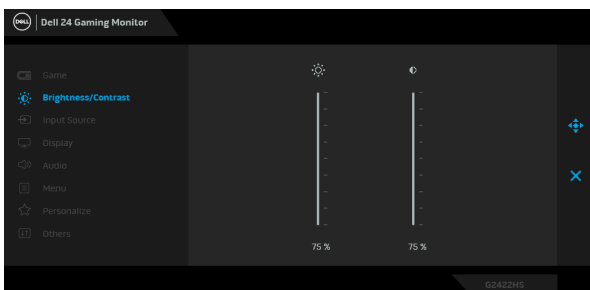 DELL
Dell 24 Gaming Monitor
Game
Brightness/Contrast
Input Source
Display
Audio
Menu
Personalize
Others
75 %
75 %
G2422HS